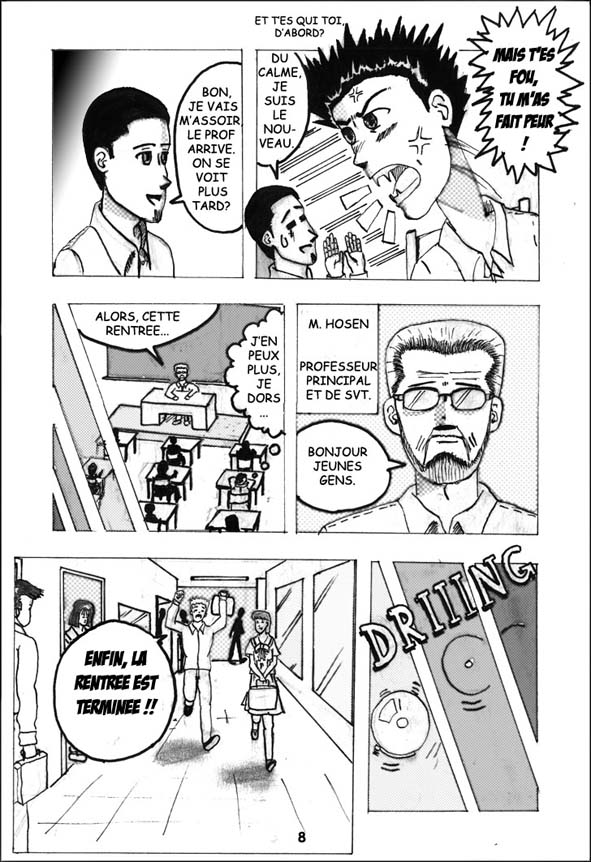 MAIS T'ES
FOU,
TU M'AS
FAIT PEUR
!
ET T'ES QUI TOI,
D'ABORD?
DU
CALME,
JE
SUIS
LE
NOU-
VEAU.
BON,
JE VAIS
M'ASSOIR,
LE PROF
ARRIVE.
ON SE
VOIT
PLUS
TARD?
M. HOSEN
PROFESSEUR
PRINCIPAL
ET DE SVT.
BONJOUR
JEUNES
GENS.
ALORS, CETTE
RENTREE...
J'EN
PEUX
PLUS,
JE
DORS
...
DRIIING
ENFIN, LA
RENTREE EST
TERMINEE !!
8